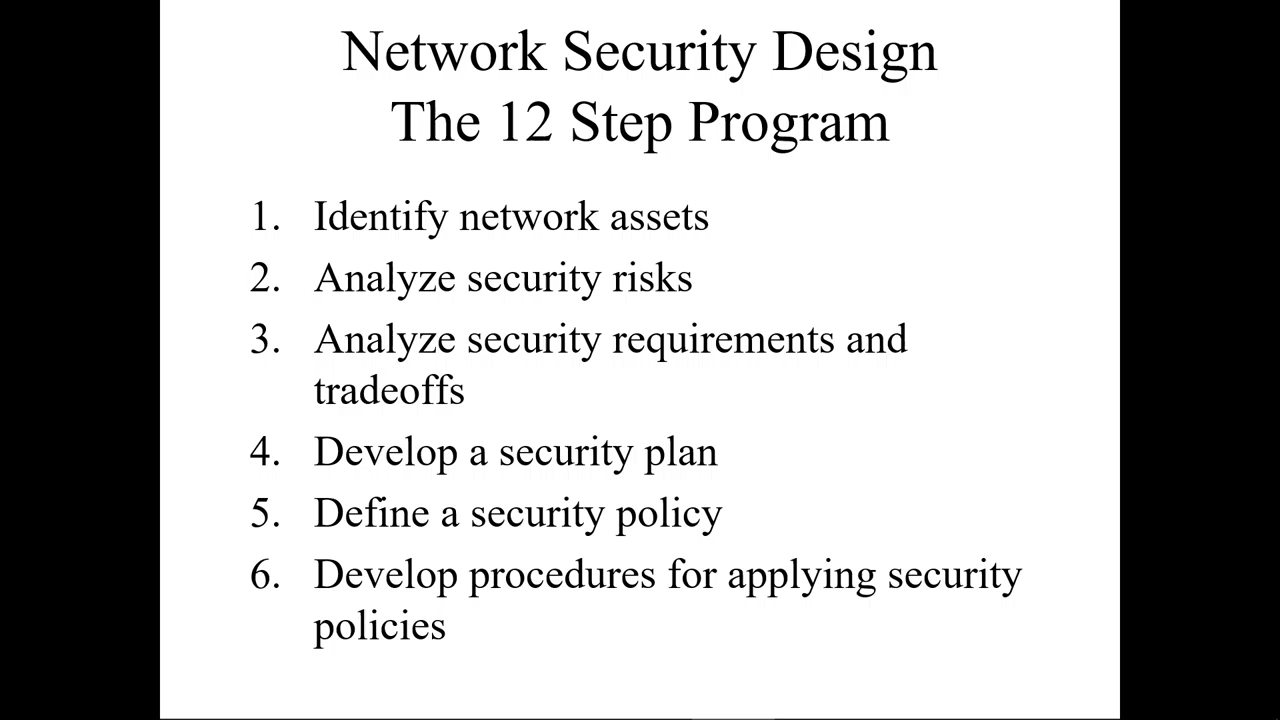 Network Security Design
The 12 Step Program
1. Identify network assets
2. Analyze security risks
3. Analyze security requirements and
tradeoffs
4. Develop a security plan
5. Define a security policy
6. Develop procedures for applying security
policies